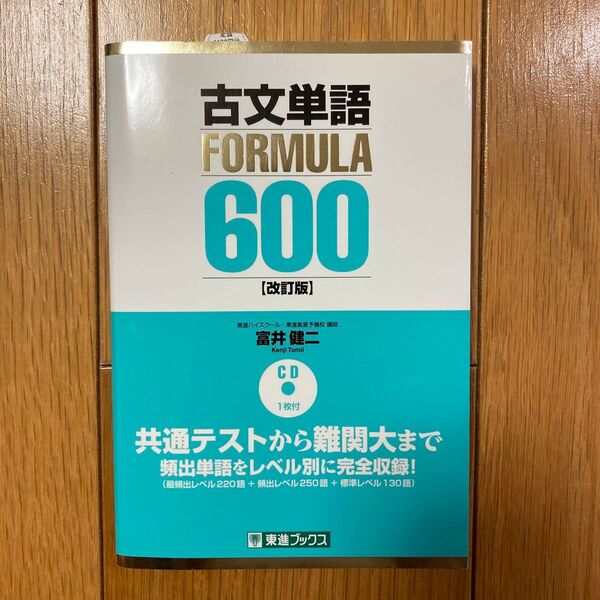 古文単語
FORMULA
600
【改訂版】
東進ハイスクール・東進衛星予備校 講師
富井 健二
Kenji Tomii
CD
1枚付
共通テストから難関大まで
頻出単語をレベル別に完全収録！
（最頻出レベル220語 + 頻出レベル250語 + 標準レベル130語）
東進ブックス